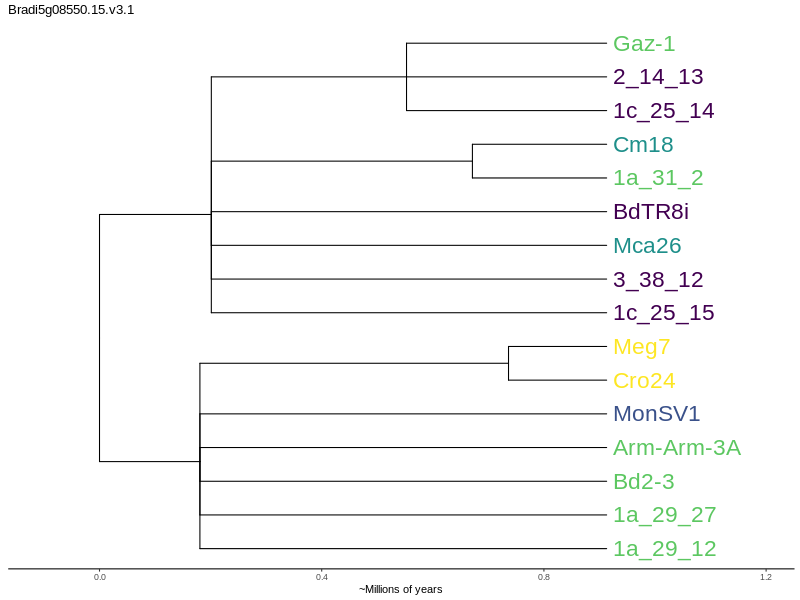 Bradi5g08550.15.v3.1
Gaz-1
2_14_13
1c_25_14
Cm18
1a_31_2
BdTR8i
Mca26
3_38_12
1c_25_15
Meg7
Cro24
MonSV1
Arm-Arm-3A
Bd2-3
1a_29_27
1a_29_12
0.0 0.4 0.8 1.2
~Millions of years